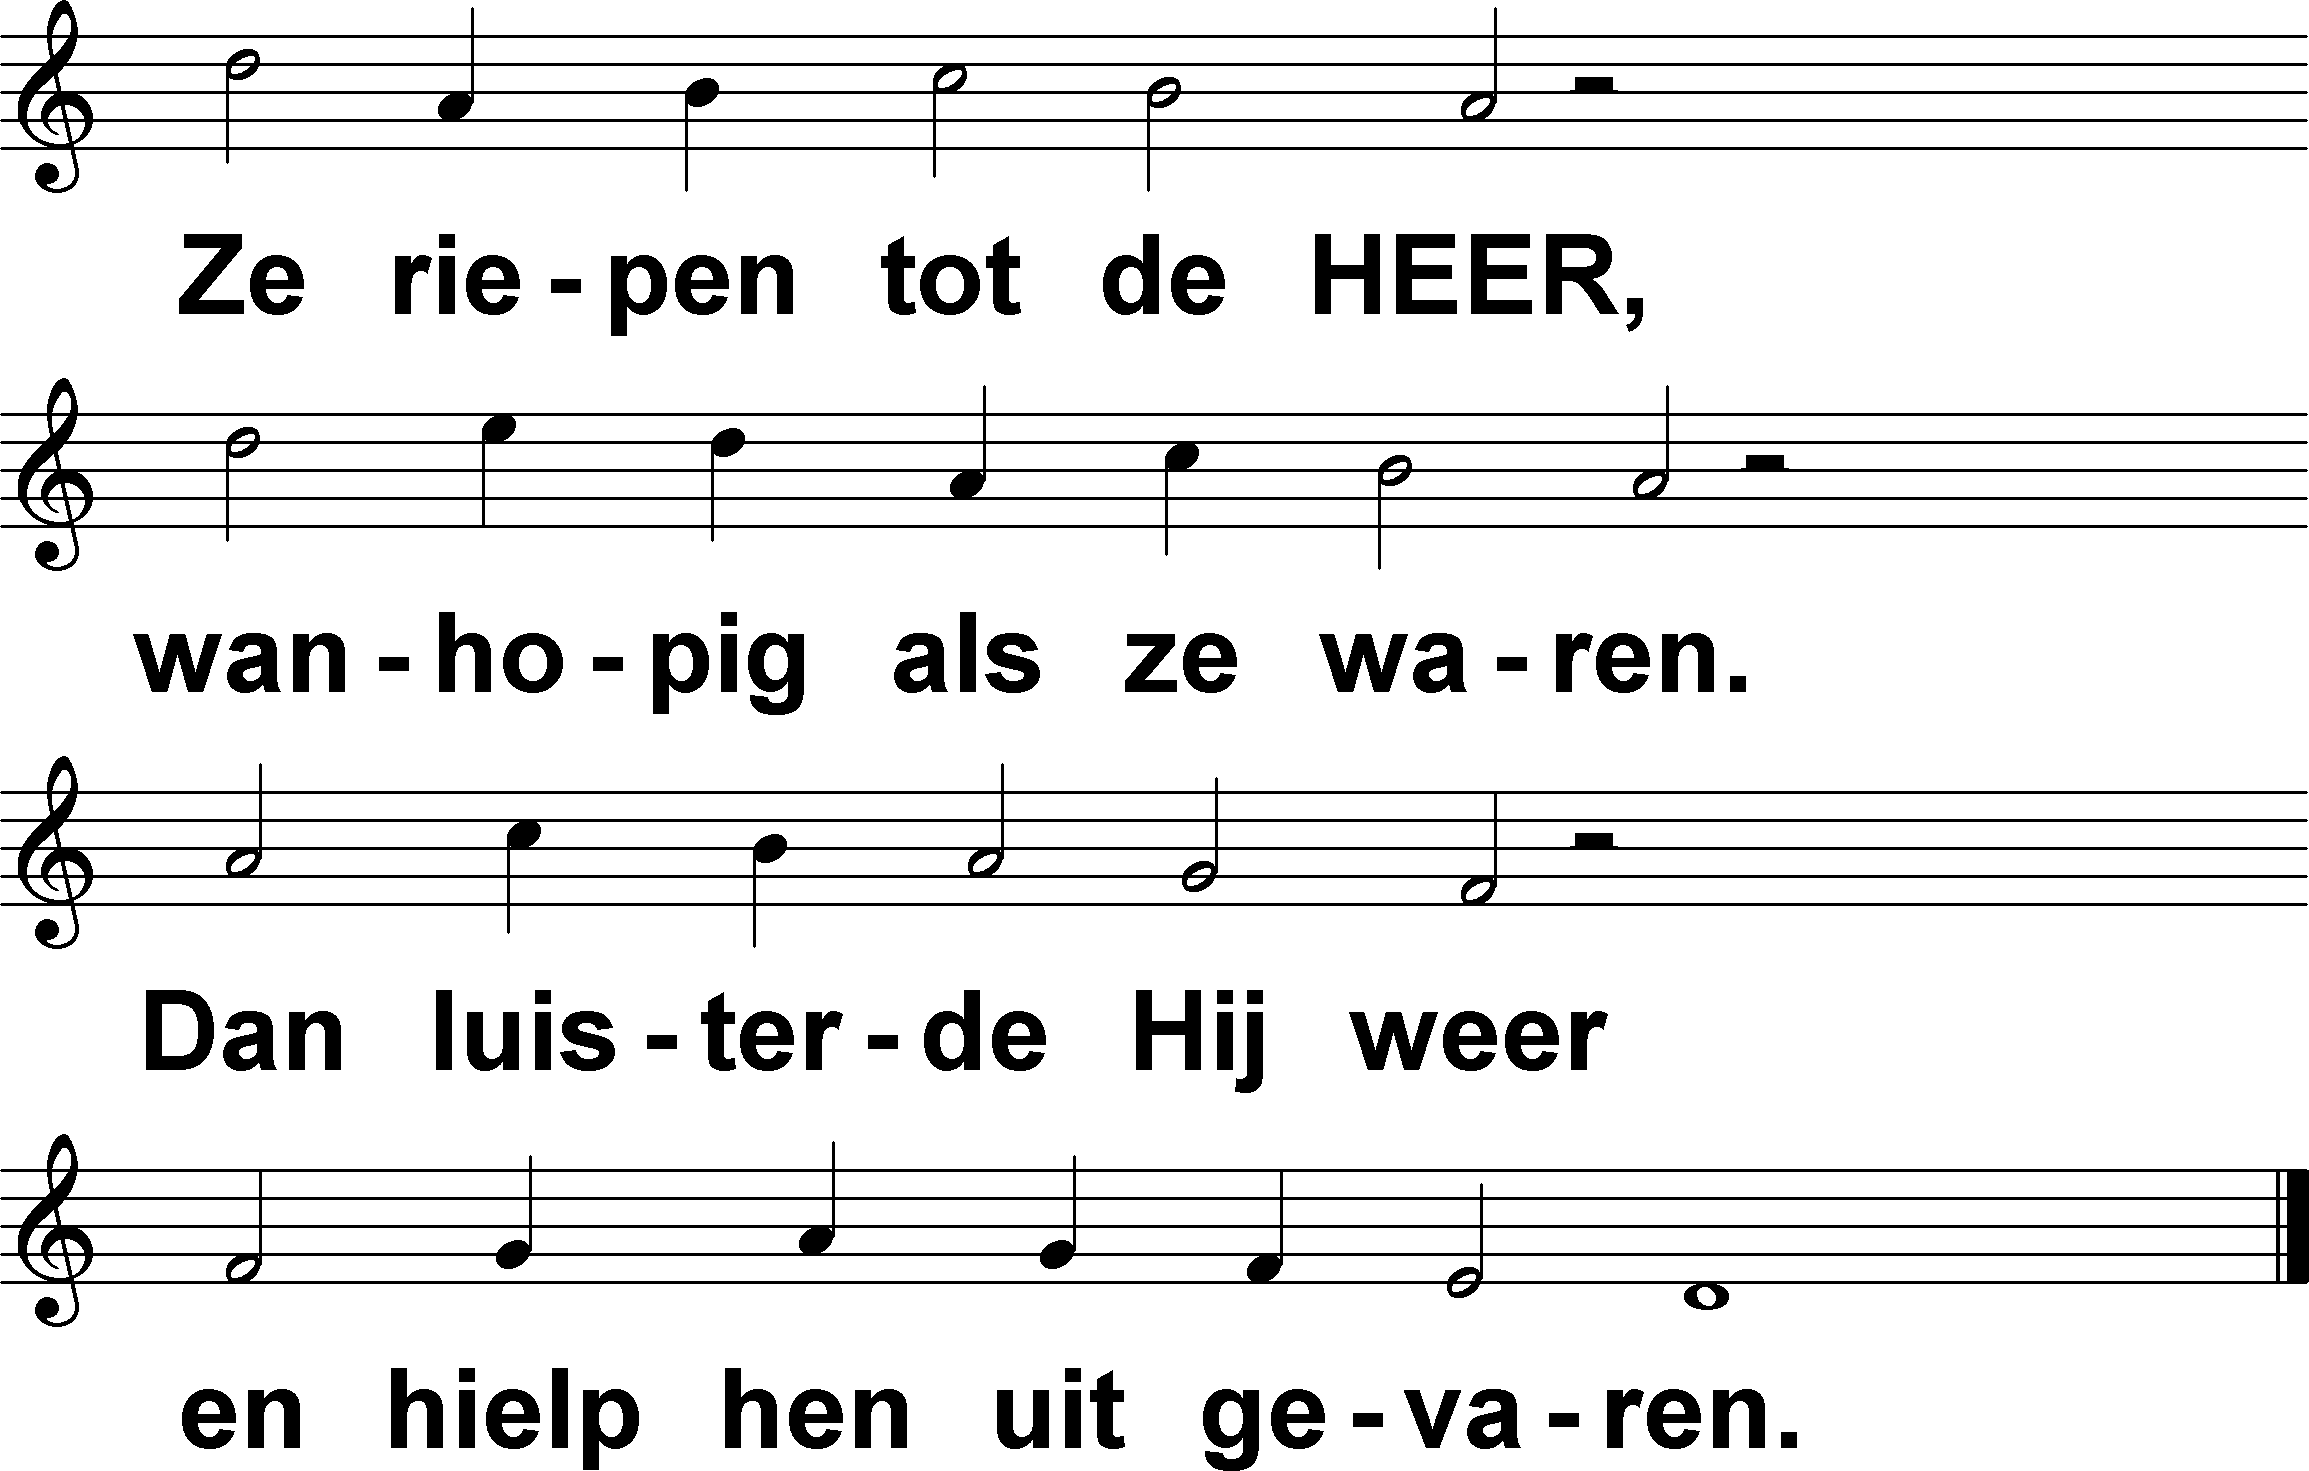 Ze rie - pen tot de HEER,
wan - ho - pig als ze wa - ren.
Dan luis - ter - de Hij weer
en hielp hen uit ge - va - ren.